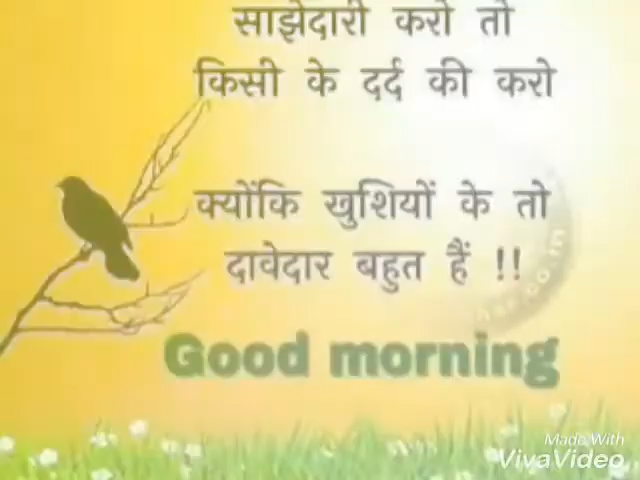 साझेदारी करो तो
किसी के दर्द की करो
क्योंकि खुशियों के तो
दावेदार बहुत हैं !!
Good morning
Made With
VivaVideo